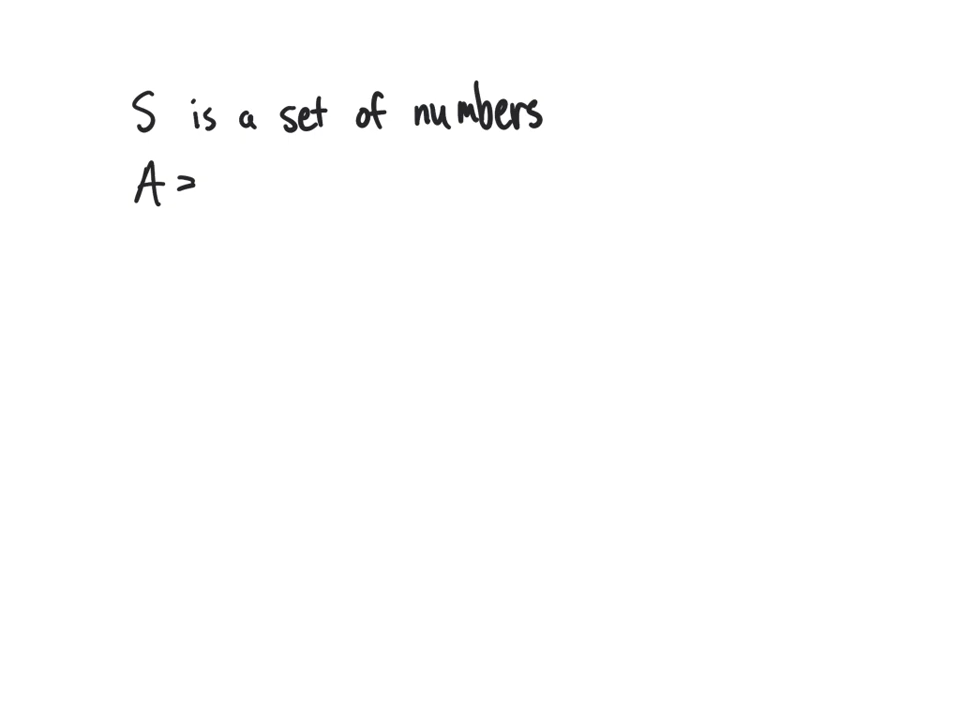 S is a set of numbers
A =